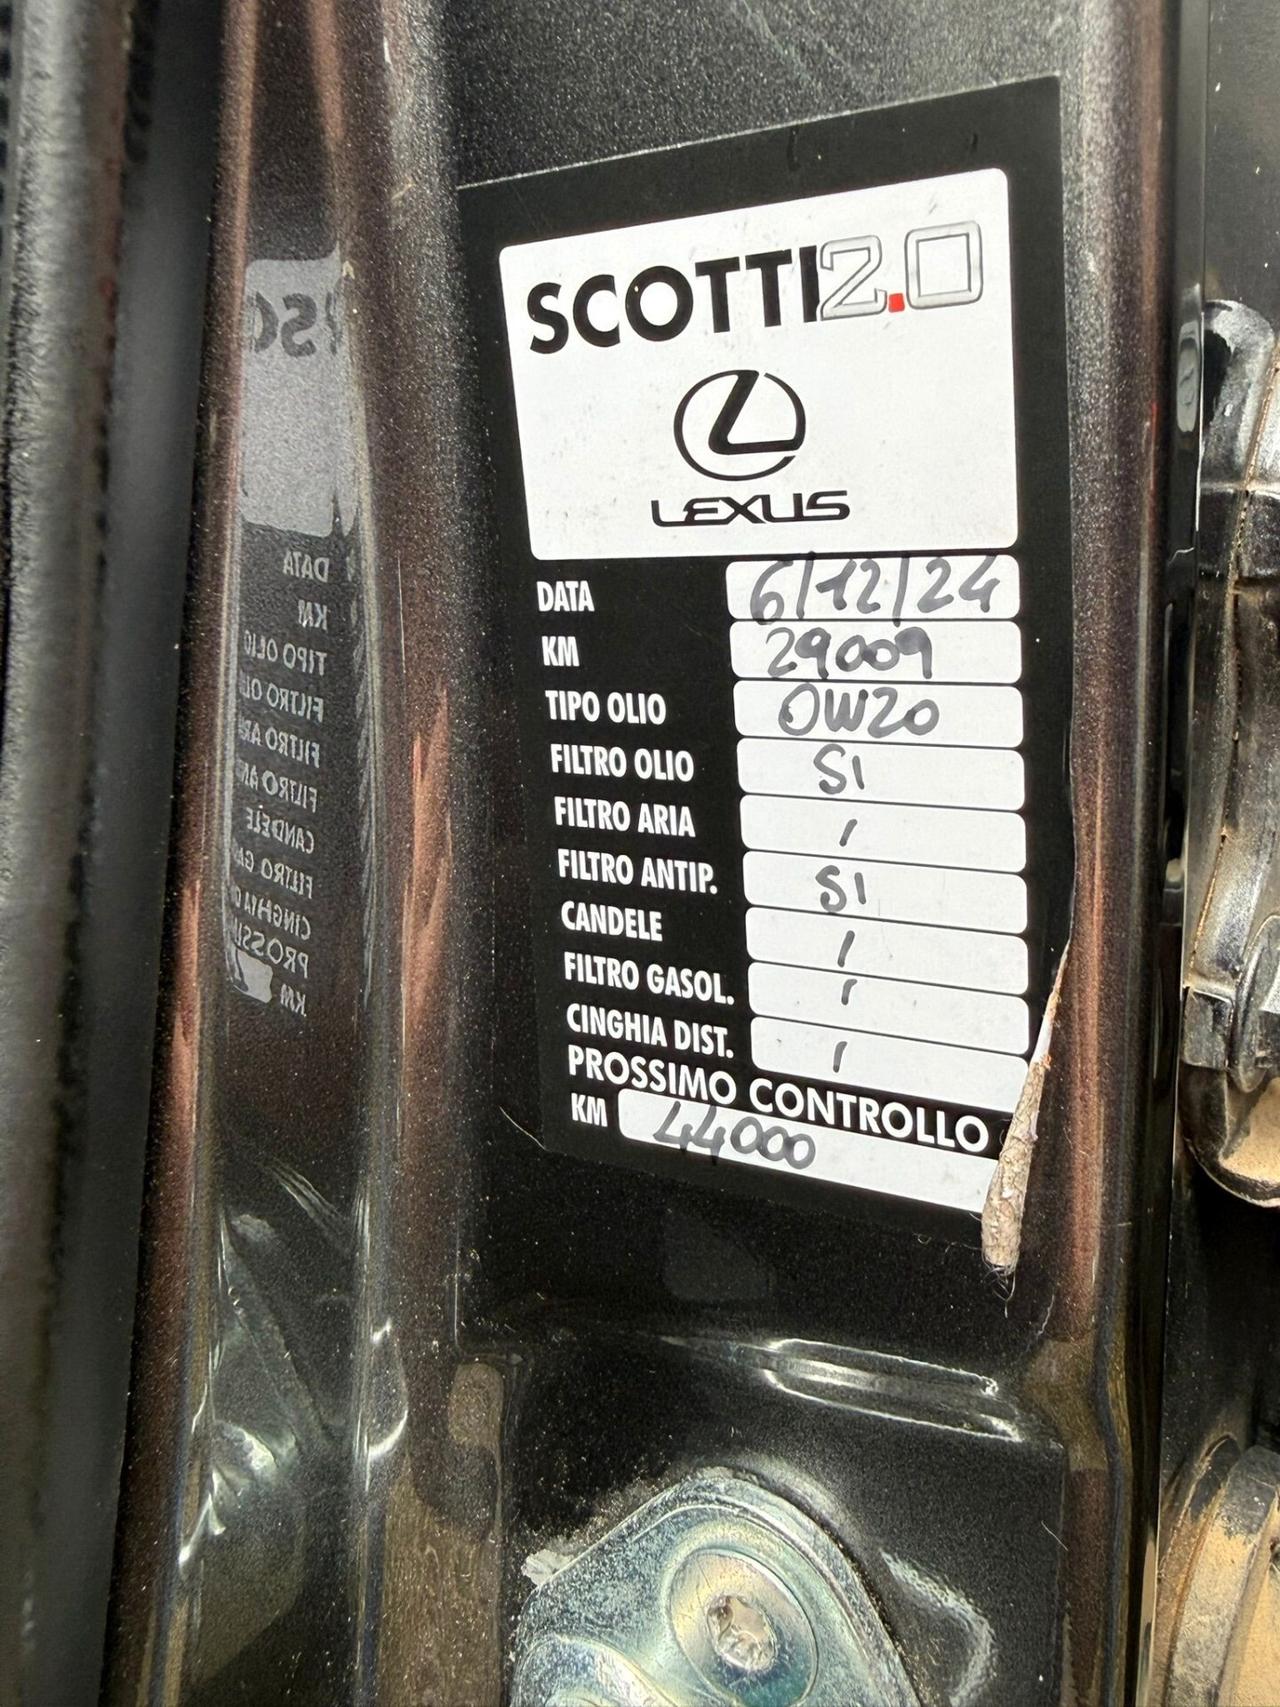 SCOTTI2.0
LEXUS
DATA 6/12/24
KM 29009
TIPO OLIO 0W20
FILTRO OLIO SI
FILTRO ARIA /
FILTRO ANTIP. SI
CANDELE /
FILTRO GASOL. /
CINGHIA DIST. /
PROSSIMO CONTROLLO
KM 44000